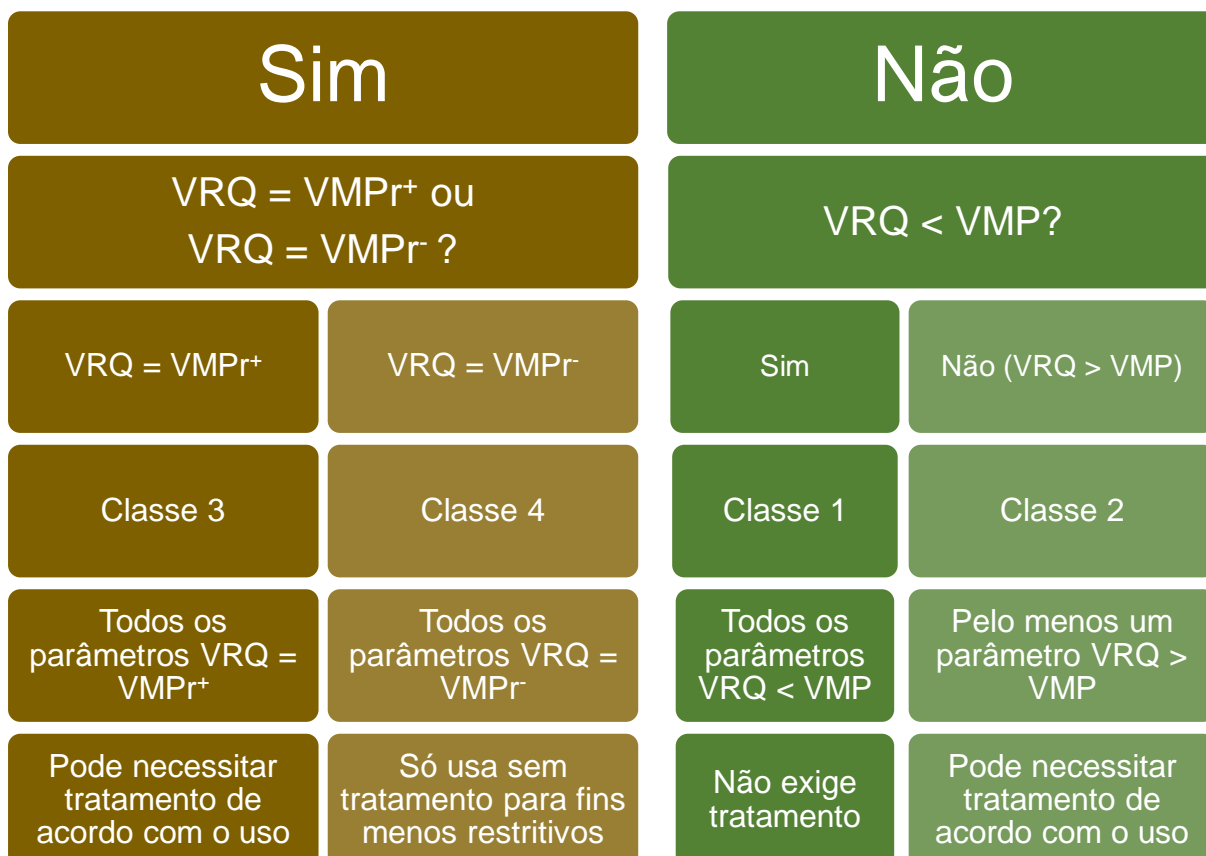 Sim
Não
VRQ = VMPr⁺ ou
VRQ = VMPr⁻ ?
VRQ < VMP?
VRQ = VMPr⁺
VRQ = VMPr⁻
Sim
Não (VRQ > VMP)
Classe 3
Classe 4
Classe 1
Classe 2
Todos os
parâmetros VRQ =
VMPr⁺
Todos os
parâmetros VRQ =
VMPr⁻
Todos os
parâmetros
VRQ < VMP
Pelo menos um
parâmetro VRQ >
VMP
Pode necessitar
tratamento de
acordo com o uso
Só usa sem
tratamento para fins
menos restritivos
Não exige
tratamento
Pode necessitar
tratamento de
acordo com o uso